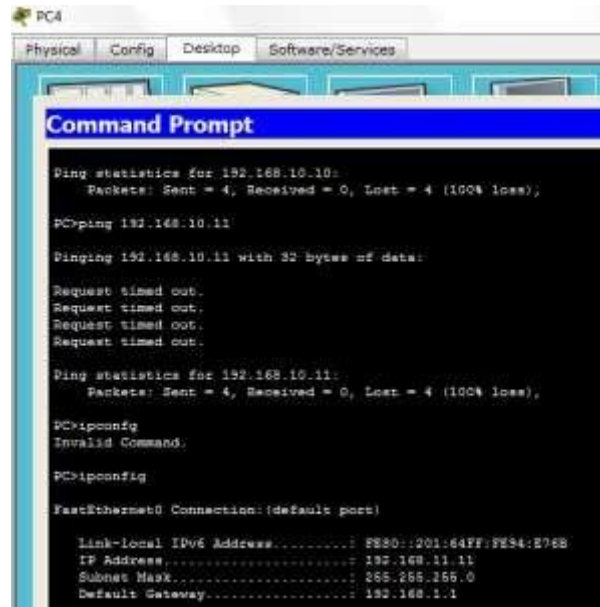 PC4
Physical Config Desktop Software/Services
Command Prompt
Ping statistics for 192.168.10.10:
Packets: Sent = 4, Received = 0, Lost = 4 (100% loss),
PC>ping 192.168.10.11
Pinging 192.168.10.11 with 32 bytes of data:
Request timed out.
Request timed out.
Request timed out.
Request timed out.
Ping statistics for 192.168.10.11:
Packets: Sent = 4, Received = 0, Lost = 4 (100% loss),
PC>ipconfg
Invalid Command.
PC>ipconfig
FastEthernet0 Connection:(default port)
Link-local IPv6 Address.........: FE80::201:64FF:FE94:E76B
IP Address......................: 192.168.11.11
Subnet Mask.....................: 255.255.255.0
Default Gateway.................: 192.168.1.1